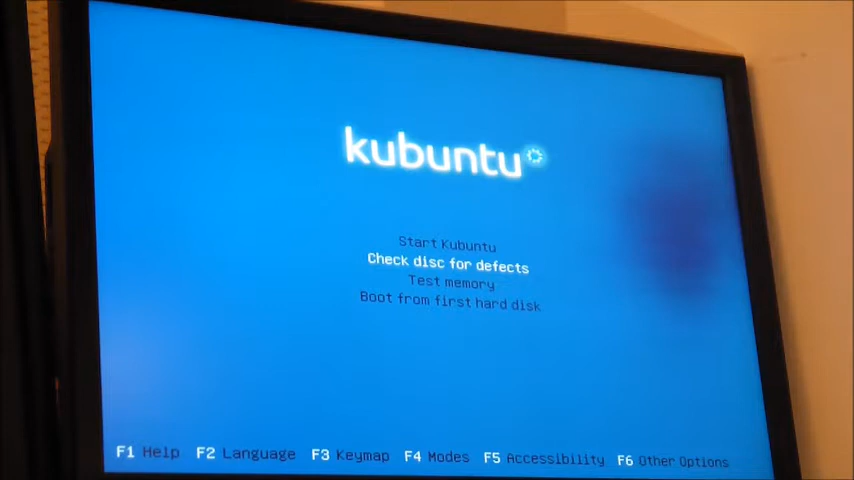 kubuntu
Start Kubuntu
Check disc for defects
Test memory
Boot from first hard disk
F1 Help F2 Language F3 Keymap F4 Modes F5 Accessibility F6 Other Options